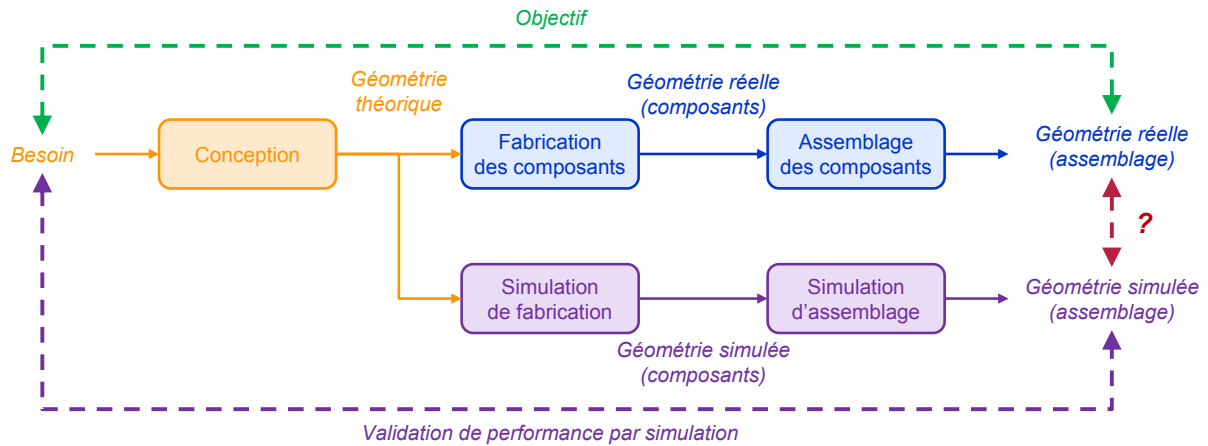 Objectif
Géométrie
théorique
Géométrie réelle
(composants)
Besoin
Conception
Fabrication
des composants
Assemblage
des composants
Géométrie réelle
(assemblage)
?
Simulation
de fabrication
Simulation
d'assemblage
Géométrie simulée
(assemblage)
Géométrie simulée
(composants)
Validation de performance par simulation